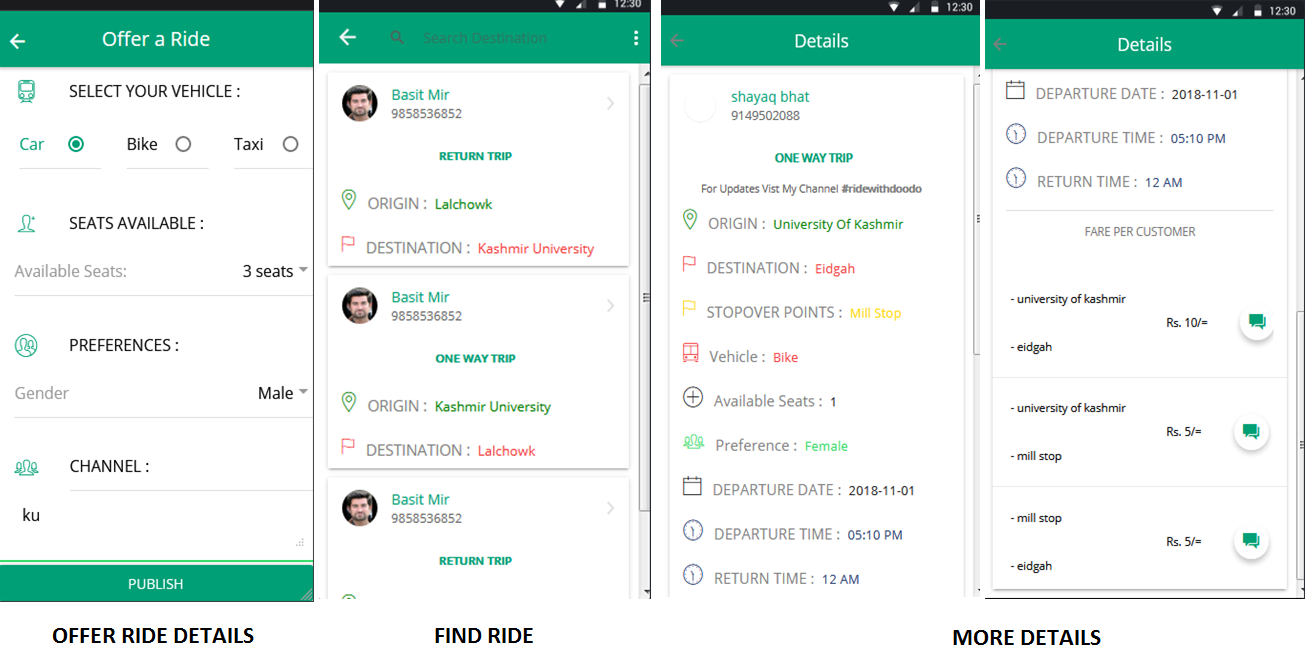 Offer a Ride
SELECT YOUR VEHICLE :
Car Bike Taxi
SEATS AVAILABLE :
Available Seats: 3 seats
PREFERENCES :
Gender Male
CHANNEL :
ku
PUBLISH
OFFER RIDE DETAILS
12:30
Search Destination
Basit Mir
9858536852
RETURN TRIP
ORIGIN : Lalchowk
DESTINATION : Kashmir University
Basit Mir
9858536852
ONE WAY TRIP
ORIGIN : Kashmir University
DESTINATION : Lalchowk
Basit Mir
9858536852
RETURN TRIP
FIND RIDE
12:30
Details
shayaq bhat
9149502088
ONE WAY TRIP
For Updates Vist My Channel #ridewithdoodo
ORIGIN : University Of Kashmir
DESTINATION : Eidgah
STOPOVER POINTS : Mill Stop
Vehicle : Bike
Available Seats : 1
Preference : Female
DEPARTURE DATE : 2018-11-01
DEPARTURE TIME : 05:10 PM
RETURN TIME : 12 AM
12:30
Details
DEPARTURE DATE : 2018-11-01
DEPARTURE TIME : 05:10 PM
RETURN TIME : 12 AM
FARE PER CUSTOMER
- university of kashmir
Rs. 10/=
- eidgah
- university of kashmir
Rs. 5/=
- mill stop
- mill stop
Rs. 5/=
- eidgah
MORE DETAILS